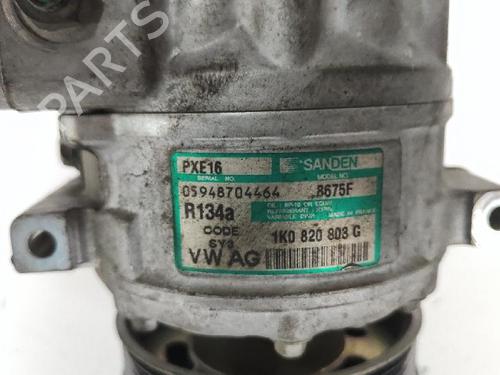 B-PARTS
PXE16 SANDEN
SERIAL NO. MODEL NO.
05948704464 8675F
R134a
MADE IN FRANCE
CODE 1K0 820 803 G
SY3
VW AG